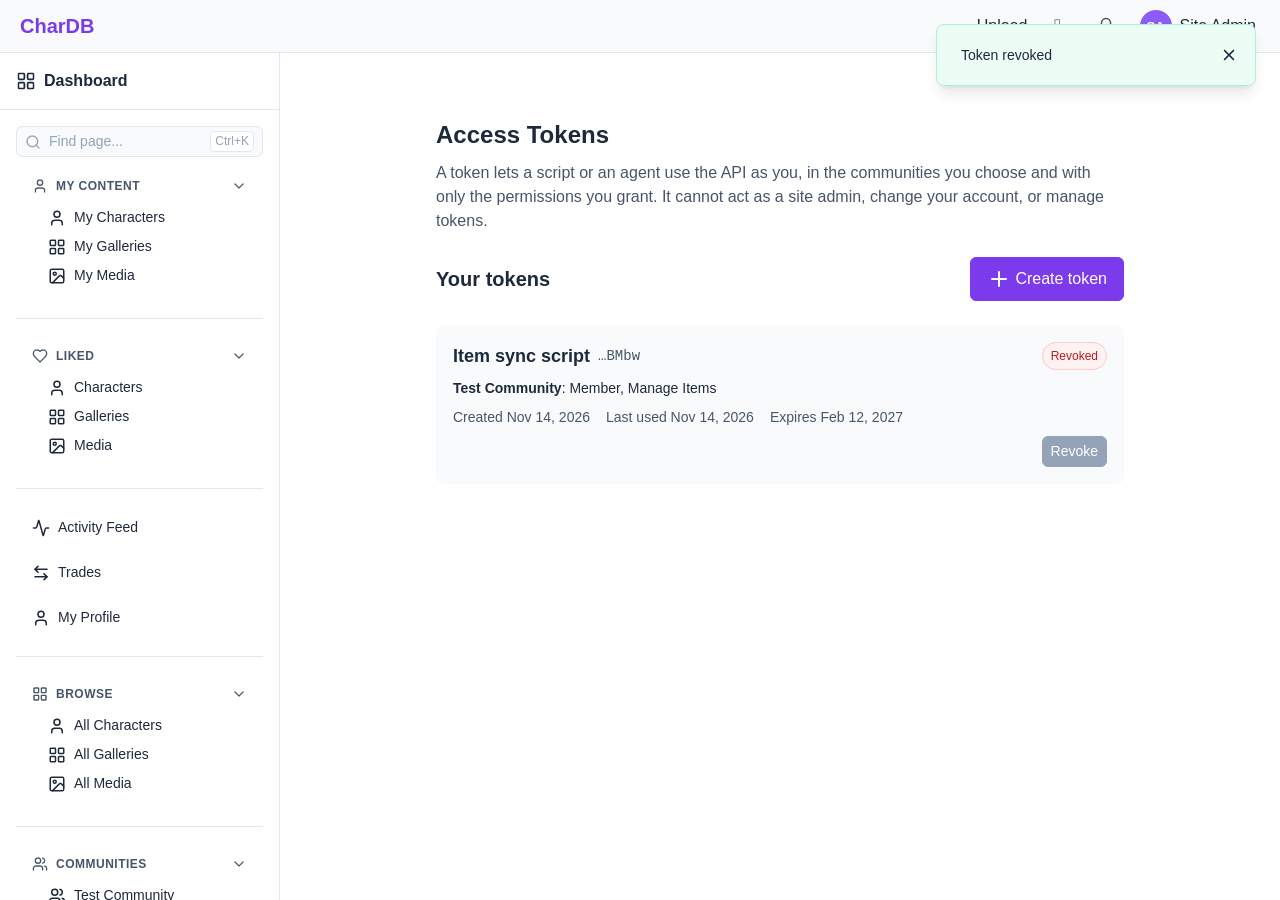 ChardB
Upload
Site Admin
Token revoked
Dashboard
Find page...
Ctrl+K
MY CONTENT
My Characters
My Galleries
My Media
LIKED
Characters
Galleries
Media
Activity Feed
Trades
My Profile
BROWSE
All Characters
All Galleries
All Media
COMMUNITIES
Test Community
Access Tokens
A token lets a script or an agent use the API as you, in the communities you choose and with
only the permissions you grant. It cannot act as a site admin, change your account, or manage
tokens.
Your tokens
Create token
Item sync script …BMbw
Revoked
Test Community: Member, Manage Items
Created Nov 14, 2026 Last used Nov 14, 2026 Expires Feb 12, 2027
Revoke